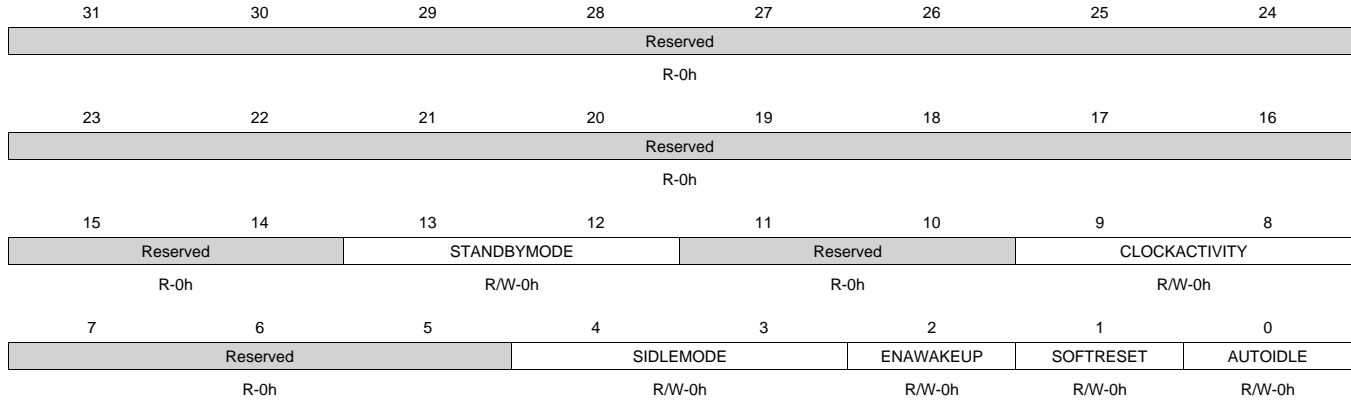 31 30 29 28 27 26 25 24
Reserved
R-0h
23 22 21 20 19 18 17 16
Reserved
R-0h
15 14 13 12 11 10 9 8
Reserved STANDBYMODE Reserved CLOCKACTIVITY
R-0h R/W-0h R-0h R/W-0h
7 6 5 4 3 2 1 0
Reserved SIDLEMODE ENAWAKEUP SOFTRESET AUTOIDLE
R-0h R/W-0h R/W-0h R/W-0h R/W-0h